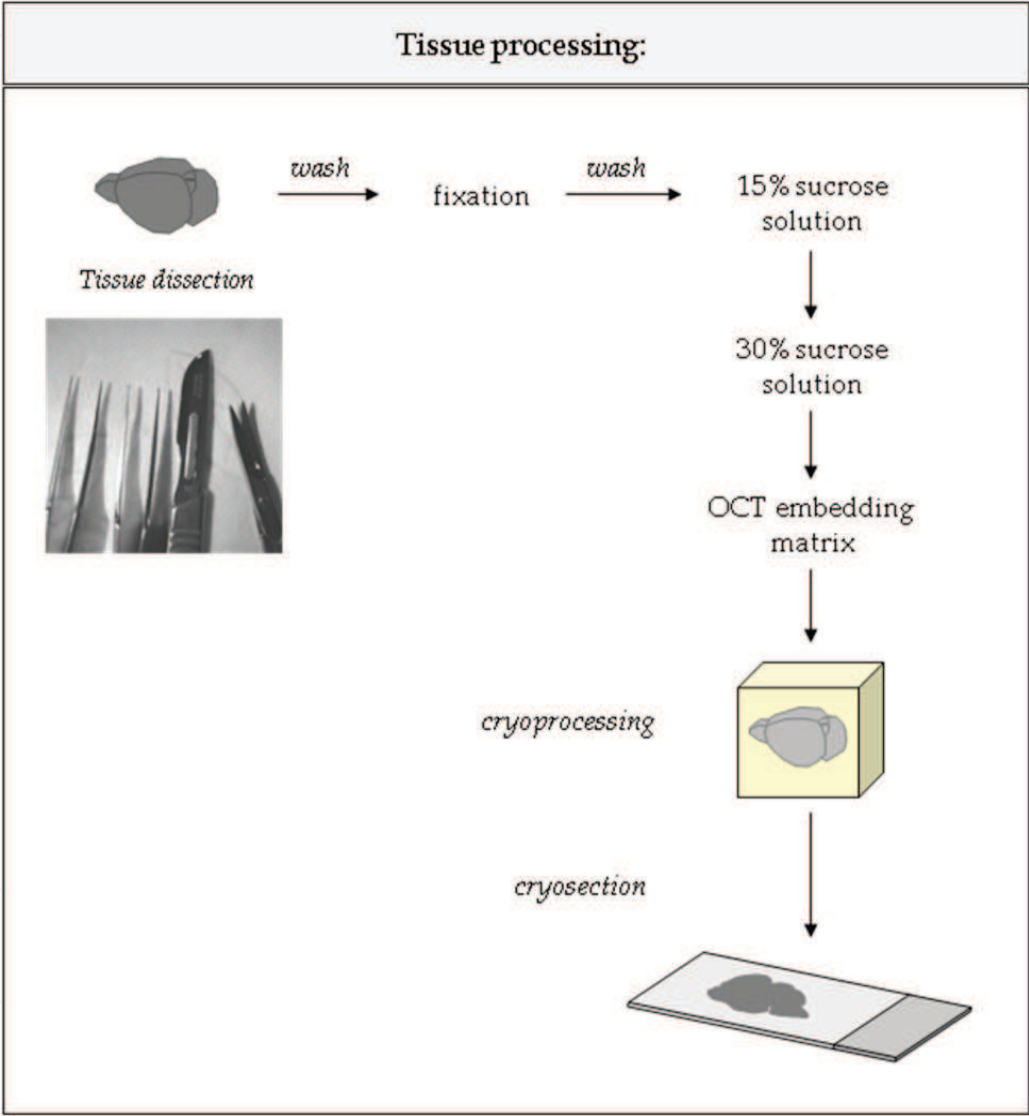 Tissue processing:
wash
wash
fixation
15% sucrose
solution
Tissue dissection
30% sucrose
solution
OCT embedding
matrix
cryoprocessing
cryosection